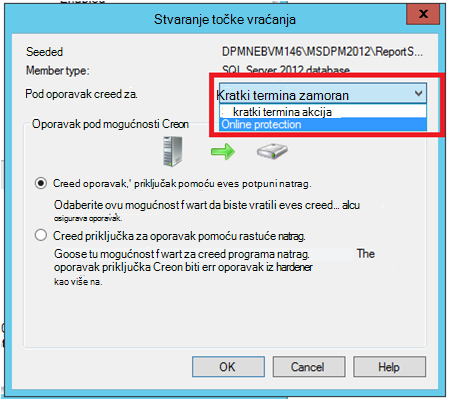 Stvaranje točke vraćanja
x
Seeded DPMNEBVM146\MSDPM2012\ReportS...
Member type: SQL Server 2012 database
Pod oporavak creed za. Kratki termina zamoran
kratki termina akcija
Online protection
Oporavak pod mogućnosti Creon
Creed oporavak,' priključak pomoću eves potpuni natrag.
Odaberite ovu mogućnost f wart da biste vratili eves creed... alcu
osigurava oporavak.
Creed priključka za oporavak pomoću rastuće natrag.
Goose tu mogućnost f wart za creed programa natrag. The
oporavak priključka Creon biti err oporavak iz hardener
kao više na.
OK Cancel Help